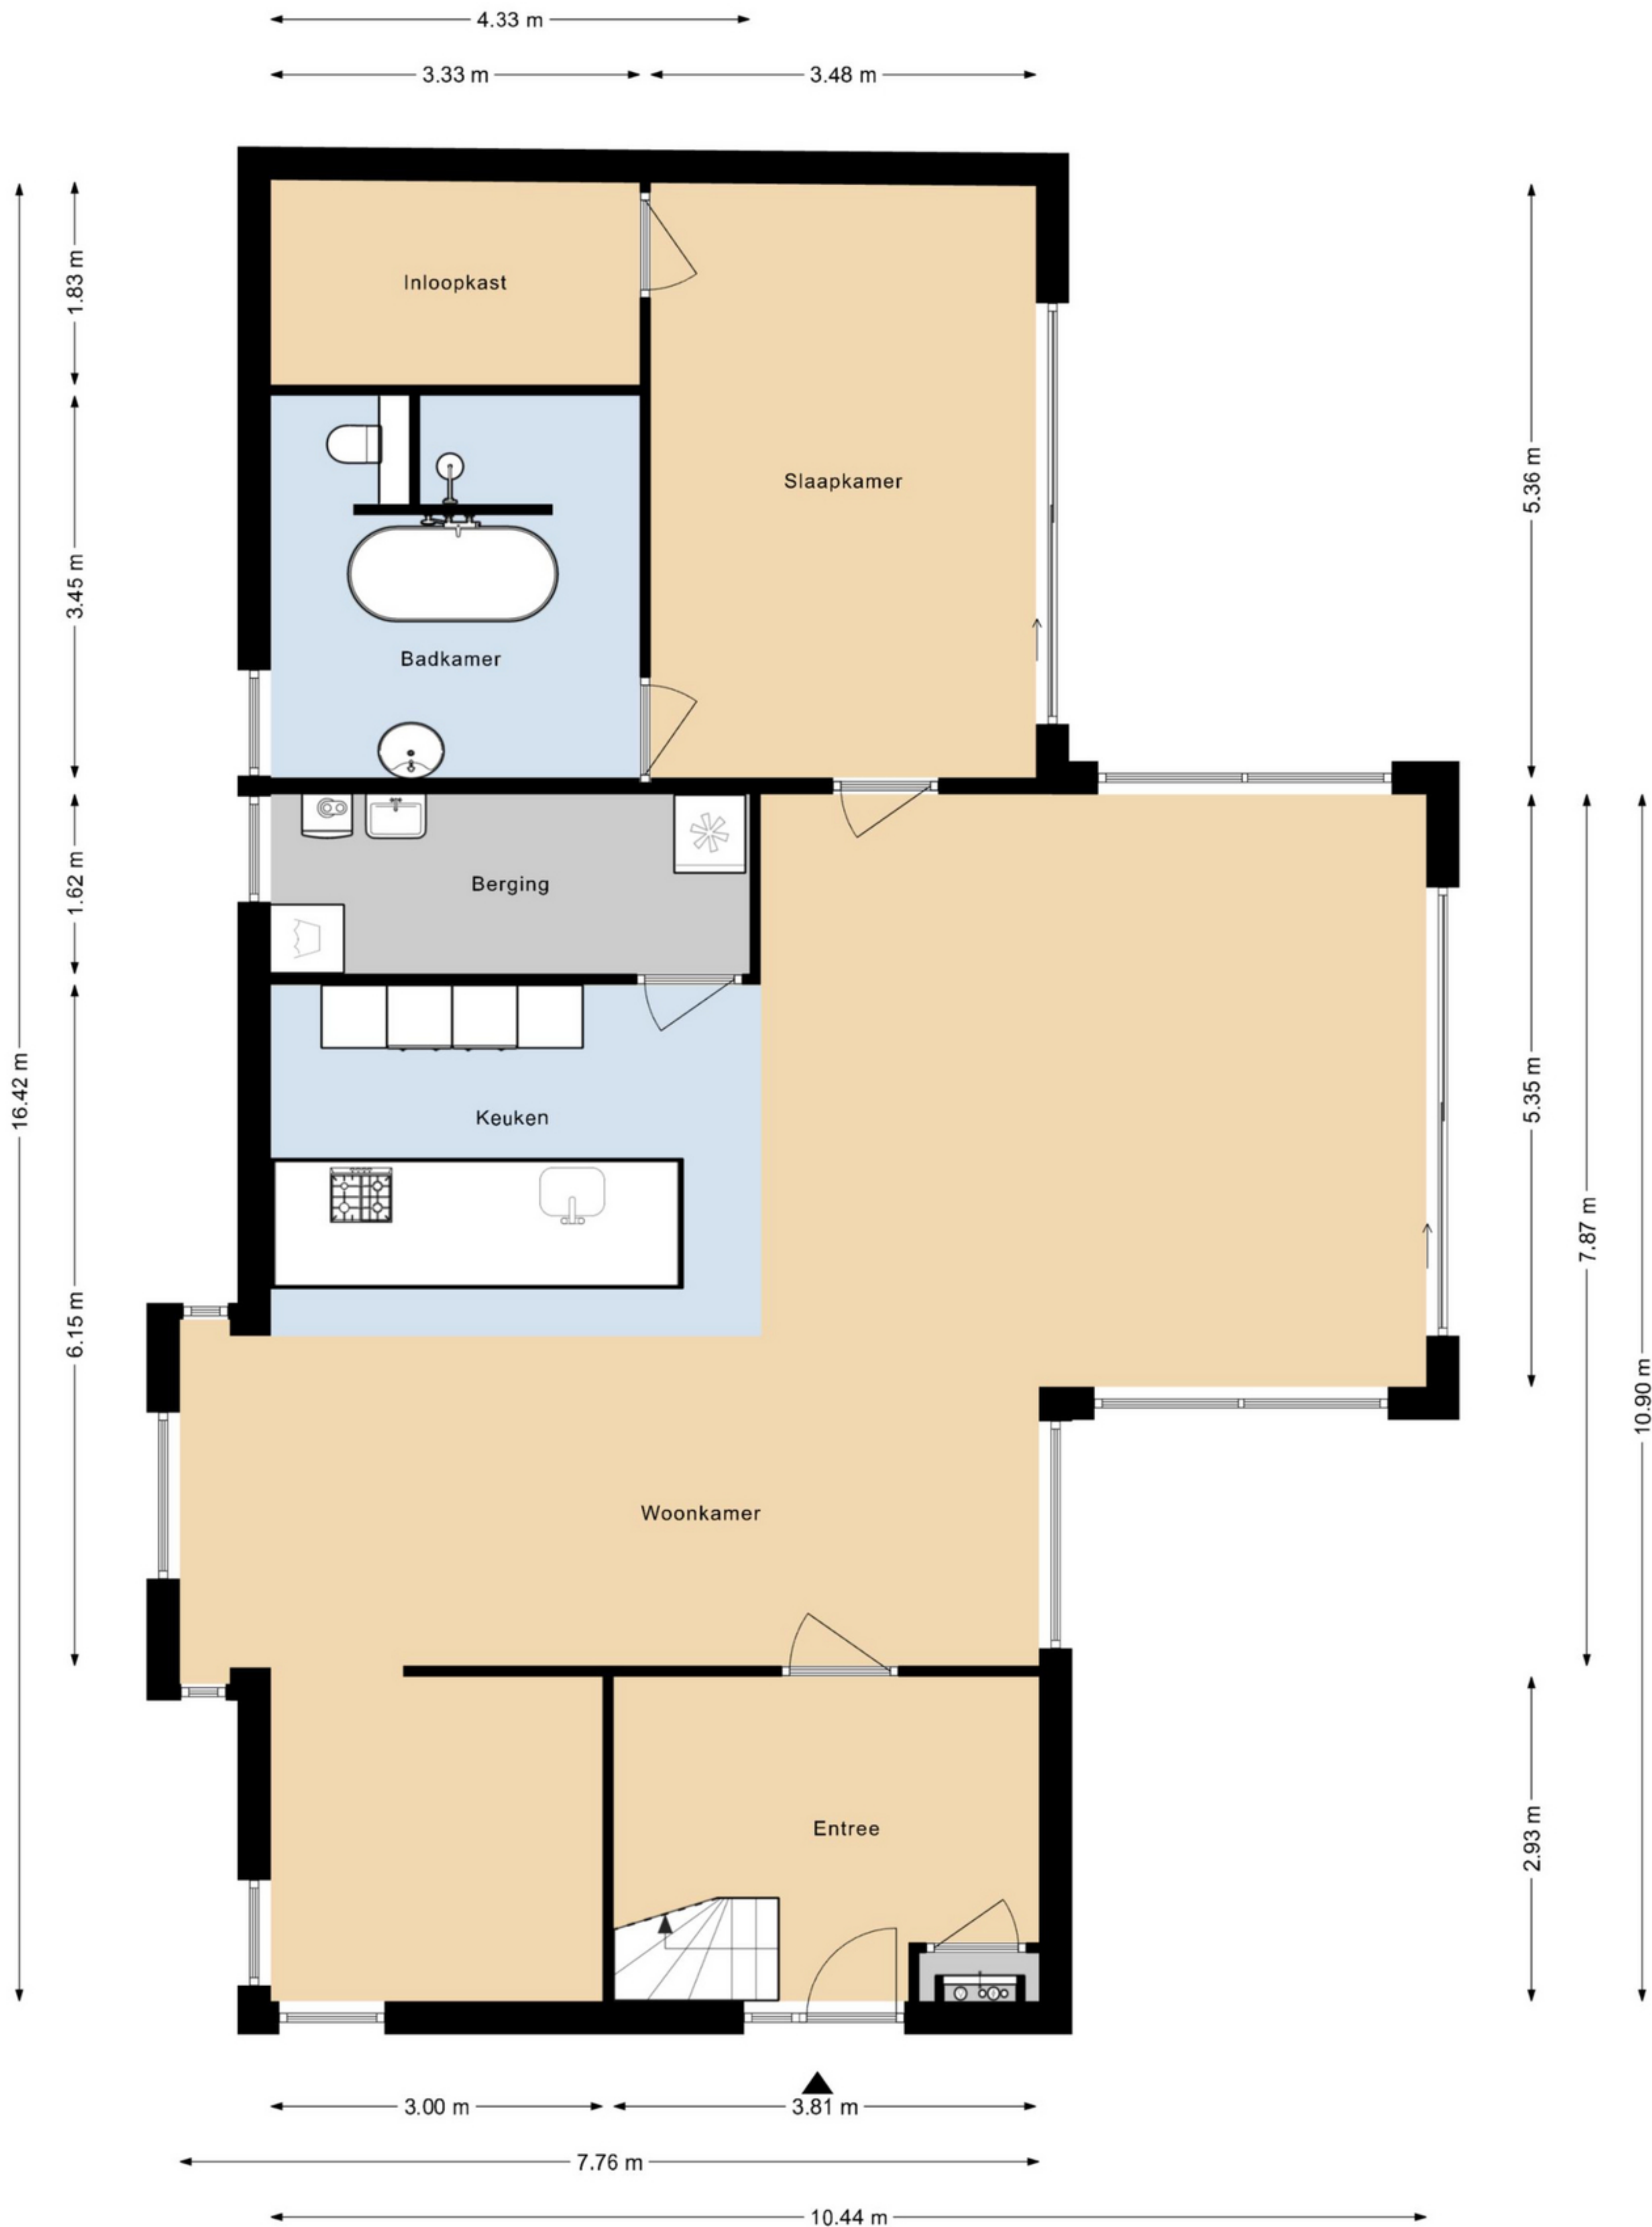 4.33 m
3.33 m
3.48 m
1.83 m
Inloopkast
5.36 m
Slaapkamer
3.45 m
Badkamer
1.62 m
Berging
16.42 m
5.35 m
Keuken
7.87 m
6.15 m
10.90 m
Woonkamer
2.93 m
Entree
3.00 m
3.81 m
7.76 m
10.44 m